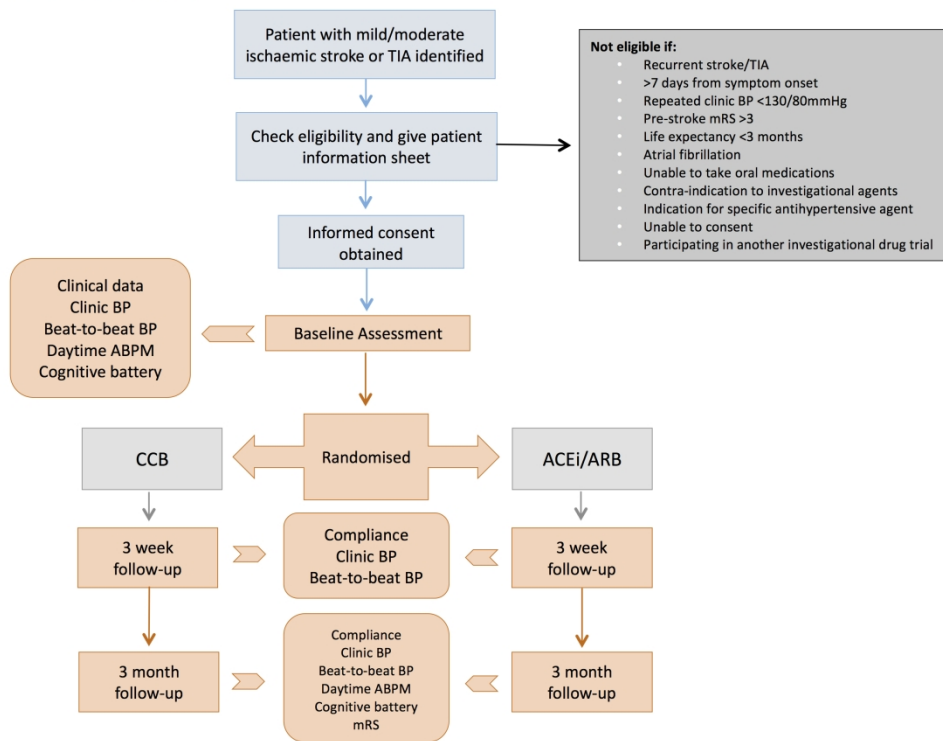 Patient with mild/moderate
ischaemic stroke or TIA identified
Not eligible if:
Recurrent stroke/TIA
>7 days from symptom onset
Repeated clinic BP <130/80mmHg
Pre-stroke mRS >3
Life expectancy <3 months
Atrial fibrillation
Unable to take oral medications
Contra-indication to investigational agents
Indication for specific antihypertensive agent
Unable to consent
Participating in another investigational drug trial
Check eligibility and give patient
information sheet
Informed consent
obtained
Clinical data
Clinic BP
Beat-to-beat BP
Daytime ABPM
Cognitive battery
Baseline Assessment
CCB
Randomised
ACEi/ARB
3 week
follow-up
Compliance
Clinic BP
Beat-to-beat BP
3 week
follow-up
3 month
follow-up
Compliance
Clinic BP
Beat-to-beat BP
Daytime ABPM
Cognitive battery
mRS
3 month
follow-up